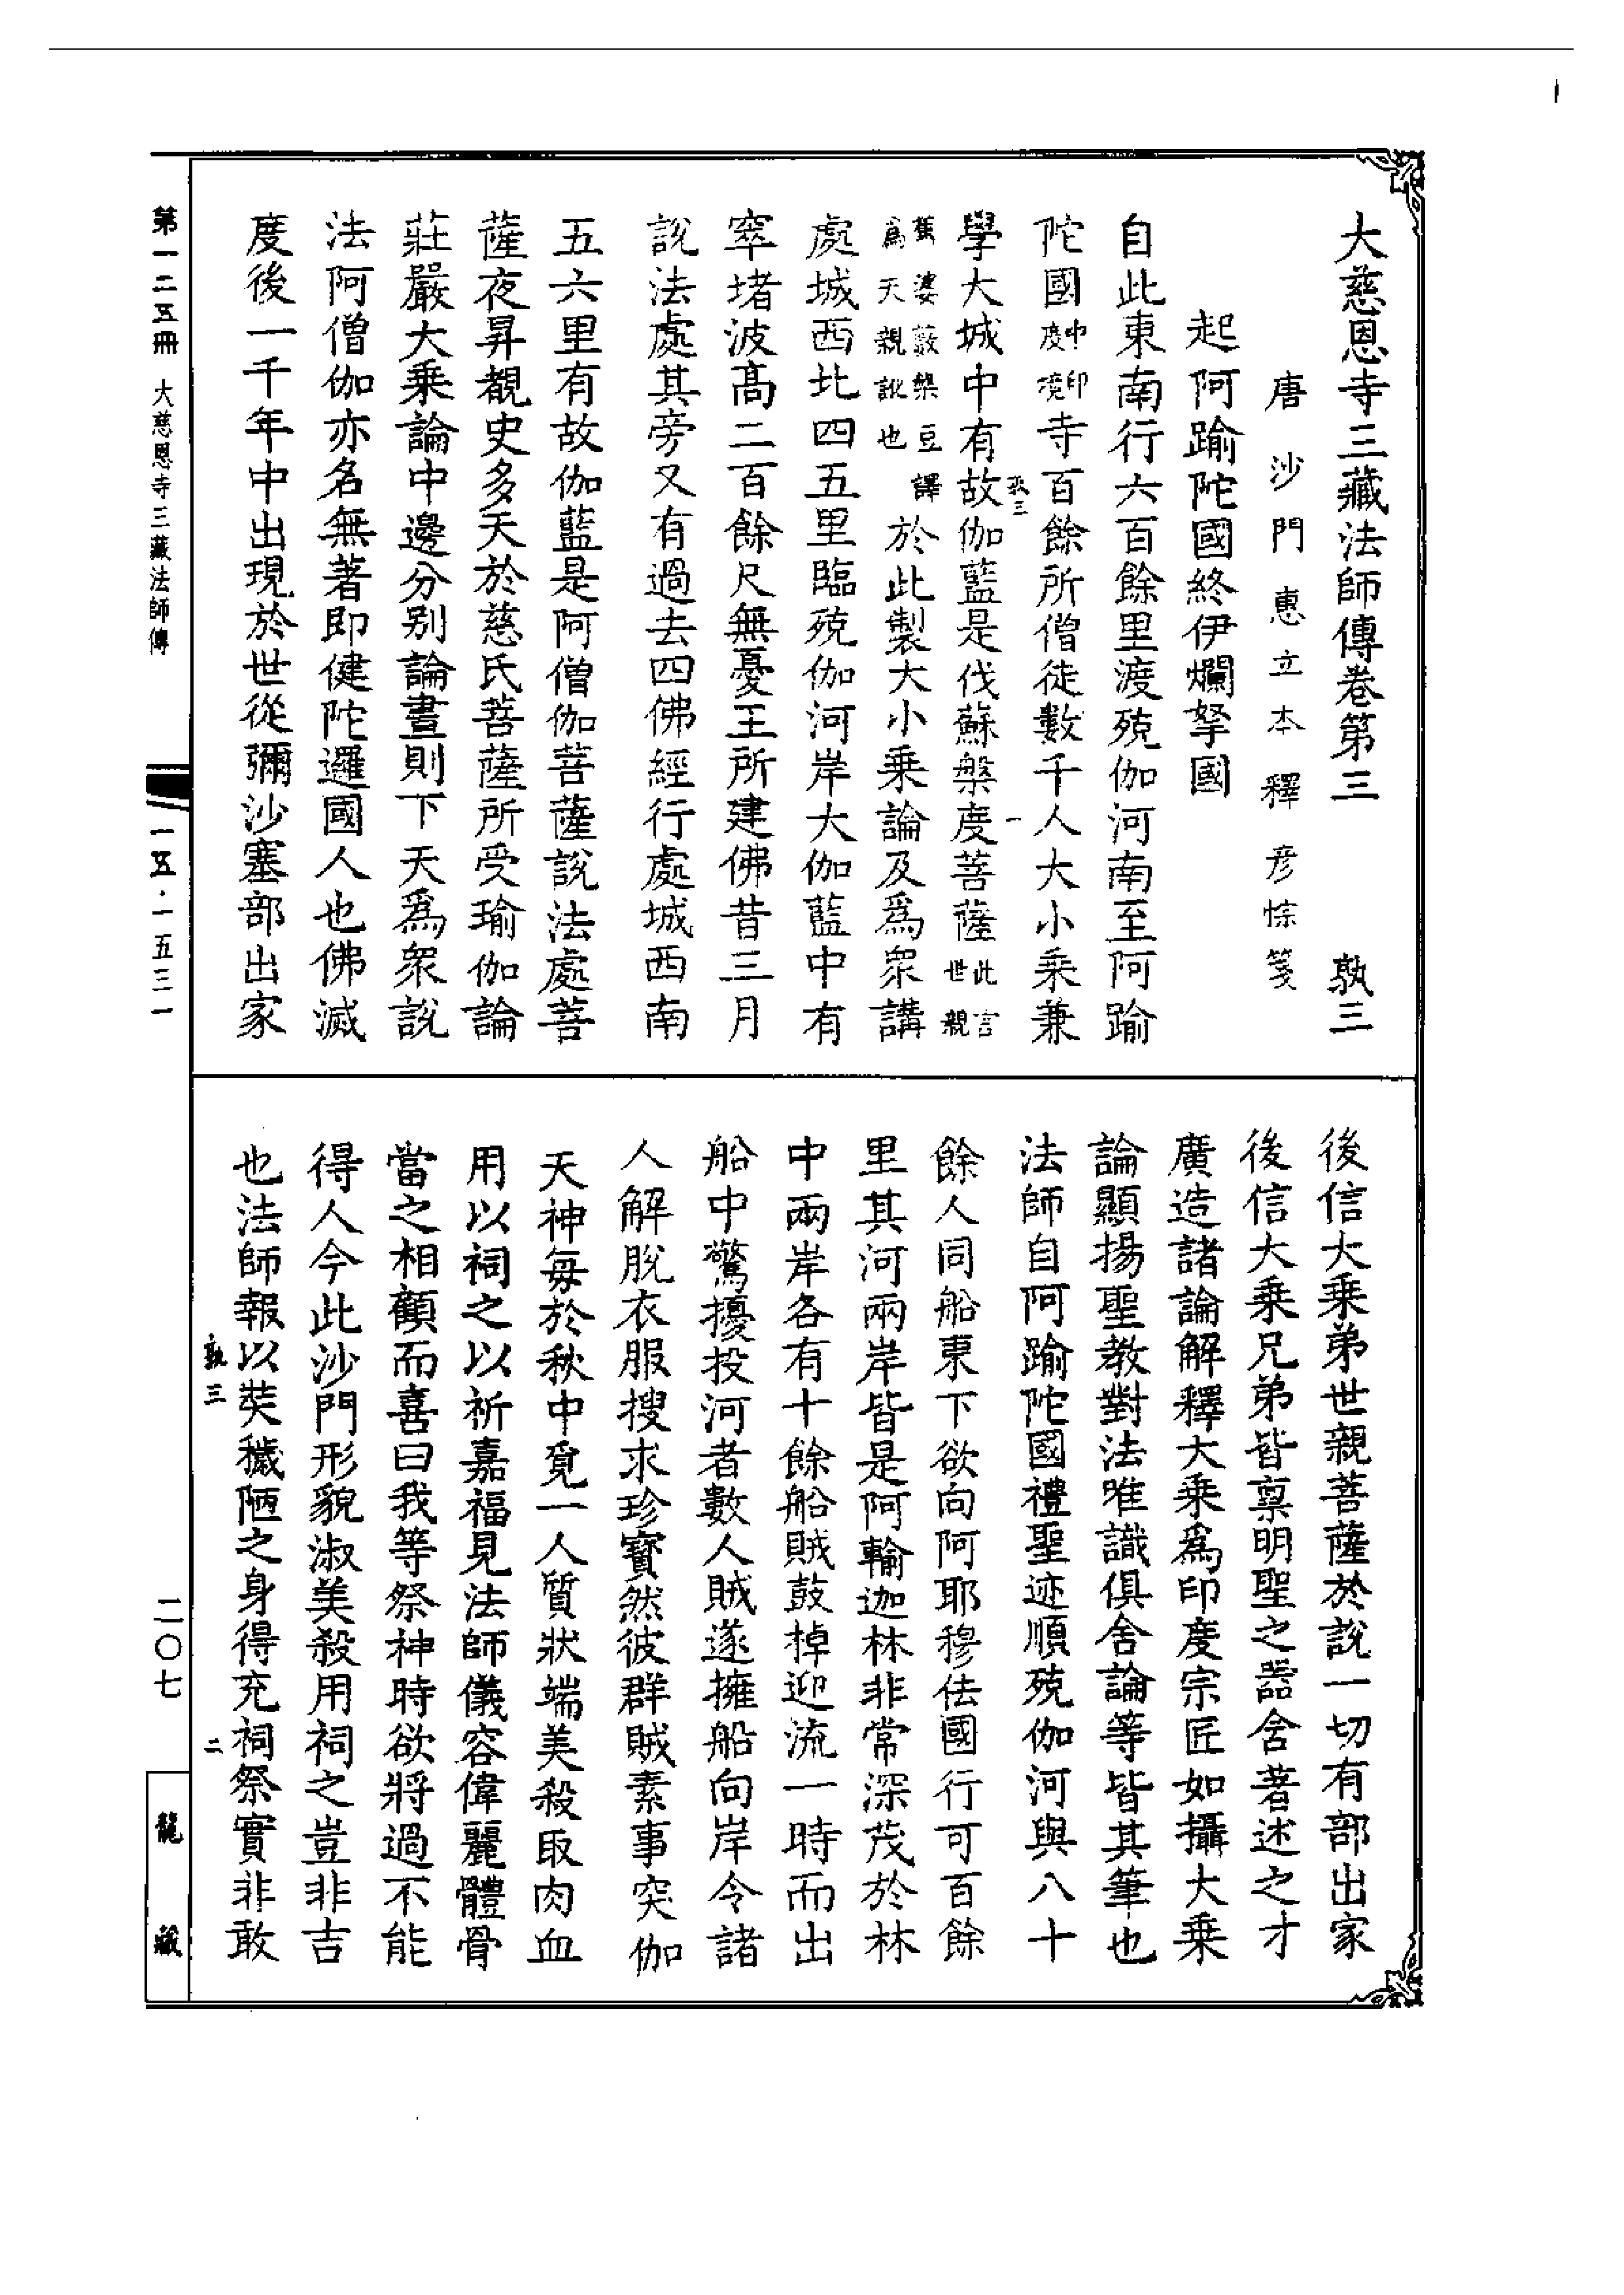 大慈恩寺三藏法師傳卷第三 孰三
唐沙門惠立本釋彥悰箋
起阿踰陀國終伊爛拏國
自此東南行六百餘里渡殑伽河南至阿踰
陀國中印度境寺百餘所僧徒數千人大小乘兼
孰三 一
學大城中有故伽藍是伐蘇槃度菩薩此言世親
舊婆藪槃豆譯爲天親訛也於此製大小乘論及爲眾講
處城西北四五里臨殑伽河岸大伽藍中有
窣堵波高二百餘尺無憂王所建佛昔三月
說法處其旁又有過去四佛經行處城西南
五六里有故伽藍是阿僧伽菩薩說法處菩
薩夜昇覩史多天於慈氏菩薩所受瑜伽論
莊嚴大乘論中邊分別論晝則下天爲眾說
法阿僧伽亦名無著即健陀邏國人也佛滅
度後一千年中出現於世從彌沙塞部出家
後信大乘弟世親菩薩於說一切有部出家
後信大乘兄弟皆稟明聖之器含著述之才
廣造諸論解釋大乘爲印度宗匠如攝大乘
論顯揚聖教對法唯識俱舍論等皆其筆也
法師自阿踰陀國禮聖迹順殑伽河與八十
餘人同船東下欲向阿耶穆佉國行可百餘
里其河兩岸皆是阿輸迦林非常深茂於林
中兩岸各有十餘船賊鼓棹迎流一時而出
船中驚擾投河者數人賊遂擁船向岸令諸
人解脫衣服搜求珍寶然彼群賊素事突伽
天神每於秋中覓一人質狀端美殺取肉血
用以祠之以祈嘉福見法師儀容偉麗體骨
當之相顧而喜曰我等祭神時欲將過不能
得人今此沙門形貌淑美殺用祠之豈非吉
也法師報以奘穢陋之身得充祠祭實非敢
孰三 二
第一二五冊 大慈恩寺三藏法師傳
一五·一五三一
二〇七
龍藏